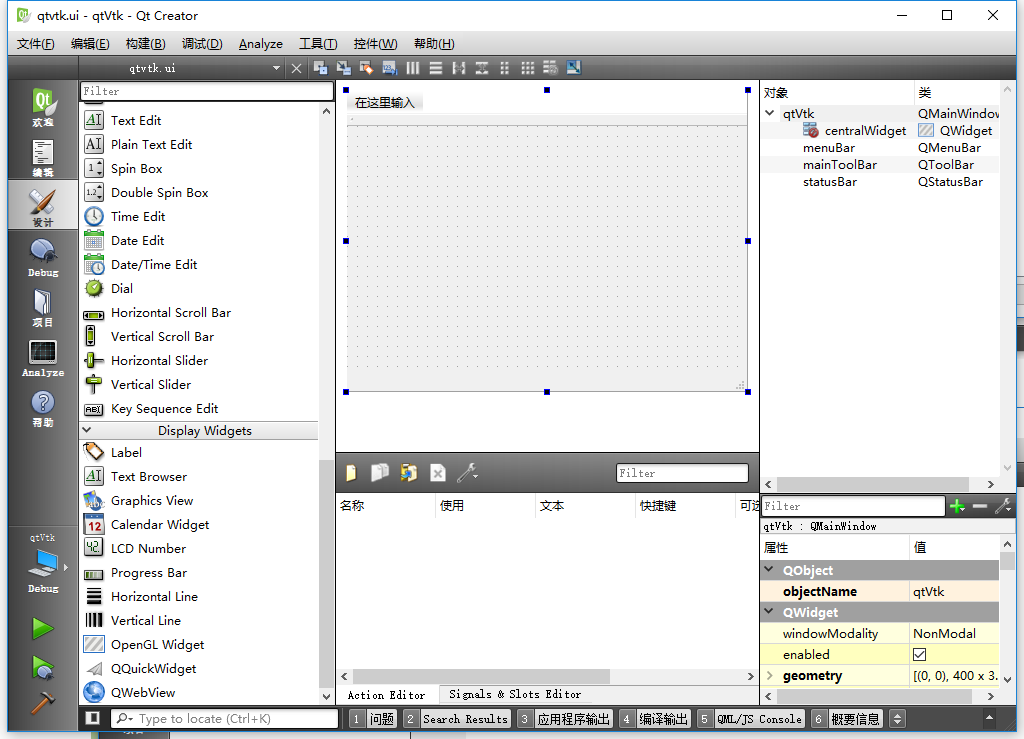 qtvtk.ui - qtVtk - Qt Creator
文件(F) 编辑(E) 构建(B) 调试(D) Analyze 工具(T) 控件(W) 帮助(H)
qtvtk.ui
Filter
Text Edit
Plain Text Edit
Spin Box
Double Spin Box
Time Edit
Date Edit
Date/Time Edit
Dial
Horizontal Scroll Bar
Vertical Scroll Bar
Horizontal Slider
Vertical Slider
Key Sequence Edit
Display Widgets
Label
Text Browser
Graphics View
Calendar Widget
LCD Number
Progress Bar
Horizontal Line
Vertical Line
OpenGL Widget
QQuickWidget
QWebView
欢迎
编辑
设计
Debug
项目
Analyze
帮助
qtVtk
Debug
在这里输入
Filter
名称 使用 文本 快捷键 可选
Action Editor Signals & Slots Editor
对象 类
qtVtk QMainWindow
centralWidget QWidget
menuBar QMenuBar
mainToolBar QToolBar
statusBar QStatusBar
Filter
qtVtk : QMainWindow
属性 值
QObject
objectName qtVtk
QWidget
windowModality NonModal
enabled
geometry [(0, 0), 400 x 3.
Type to locate (Ctrl+K) 1 问题 2 Search Results 3 应用程序输出 4 编译输出 5 QML/JS Console 6 概要信息